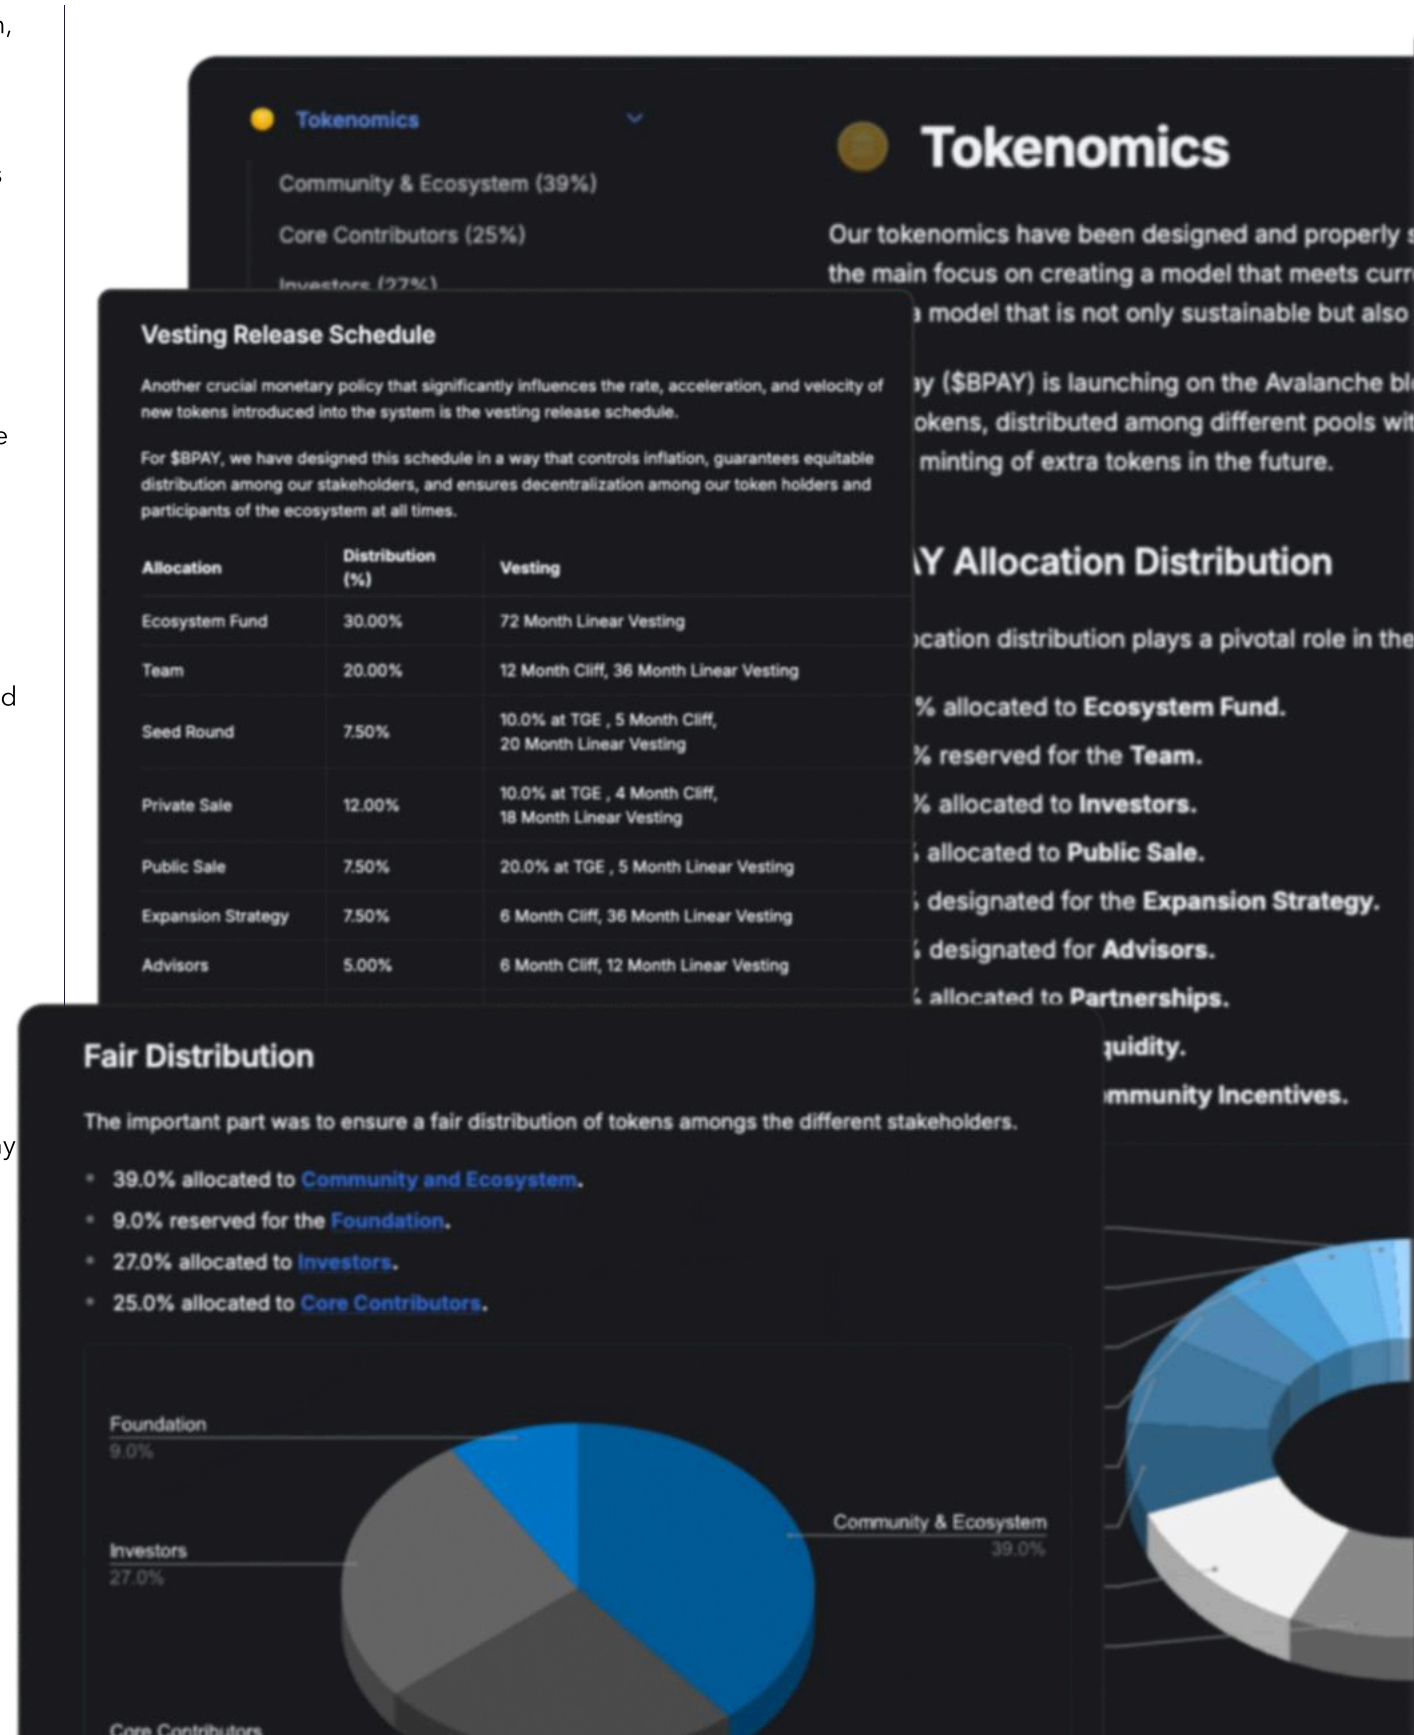 Tokenomics
Community & Ecosystem (39%)
Core Contributors (25%)
Investors (27%)
Tokenomics
Our tokenomics have been designed and properly
the main focus on creating a model that meets
a model that is not only sustainable but also
($BPAY) is launching on the Avalanche
distributed among different pools
minting of extra tokens in the future.
Allocation Distribution
distribution plays a pivotal role in the
% allocated to Ecosystem Fund.
% reserved for the Team.
% allocated to Investors.
allocated to Public Sale.
designated for the Expansion Strategy.
designated for Advisors.
allocated to Partnerships.
Incentives.
Vesting Release Schedule
Another crucial monetary policy that significantly influences the rate, acceleration, and velocity of
new tokens introduced into the system is the vesting release schedule.
For $BPAY, we have designed this schedule in a way that controls inflation, guarantees equitable
distribution among our stakeholders, and ensures decentralization among our token holders and
participants of the ecosystem at all times.
Allocation Distribution (%) Vesting
Ecosystem Fund 30.00% 72 Month Linear Vesting
Team 20.00% 12 Month Cliff, 36 Month Linear Vesting
Seed Round 7.50% 10.0% at TGE , 5 Month Cliff,
20 Month Linear Vesting
Private Sale 12.00% 10.0% at TGE , 4 Month Cliff,
18 Month Linear Vesting
Public Sale 7.50% 20.0% at TGE , 5 Month Linear Vesting
Expansion Strategy 7.50% 6 Month Cliff, 36 Month Linear Vesting
Advisors 5.00% 6 Month Cliff, 12 Month Linear Vesting
Fair Distribution
The important part was to ensure a fair distribution of tokens amongs the different stakeholders.
39.0% allocated to Community and Ecosystem.
9.0% reserved for the Foundation.
27.0% allocated to Investors.
25.0% allocated to Core Contributors.
Foundation
9.0%
Community & Ecosystem
39.0%
Investors
27.0%
Core Contributors